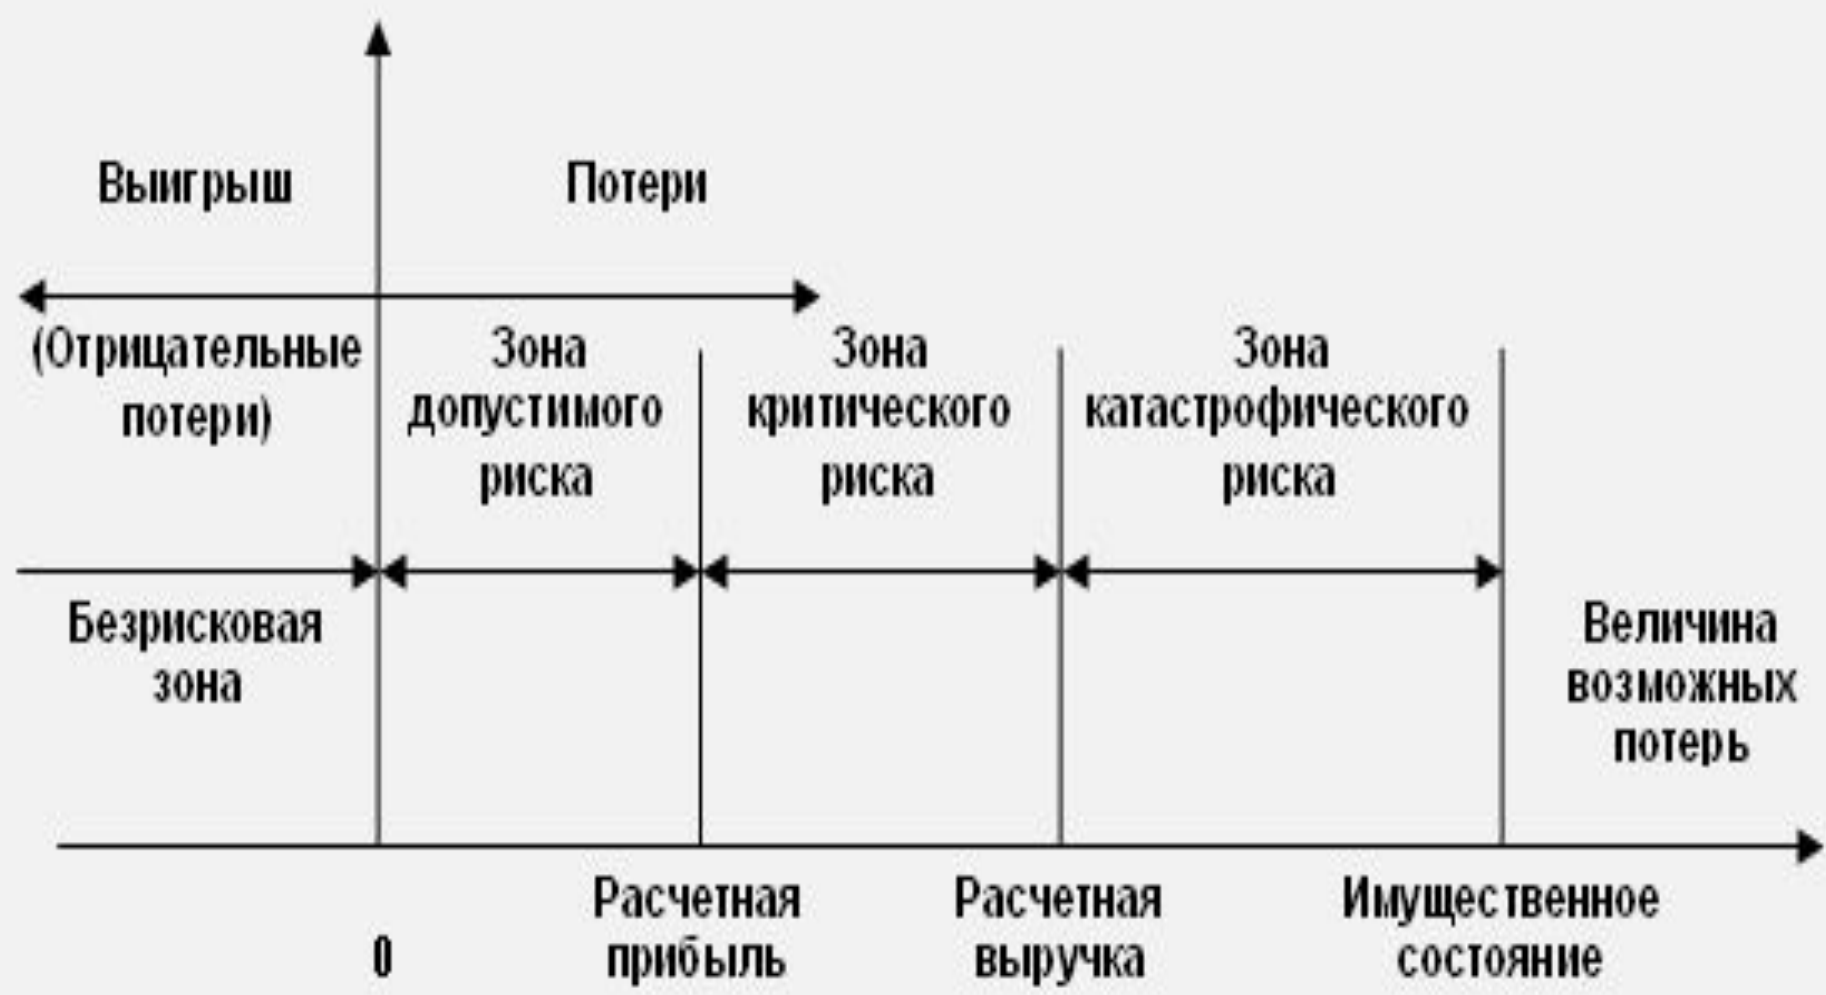 Выигрыш
Потери
(Отрицательные
потери)
Зона
допустимого
риска
Зона
критического
риска
Зона
катастрофического
риска
Безрисковая
зона
Величина
возможных
потерь
0
Расчетная
прибыль
Расчетная
выручка
Имущественное
состояние